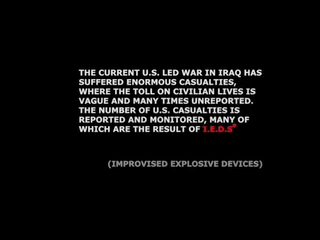 THE CURRENT U.S. LED WAR IN IRAQ HAS
SUFFERED ENORMOUS CASUALTIES,
WHERE THE TOLL ON CIVILIAN LIVES IS
VAGUE AND MANY TIMES UNREPORTED.
THE NUMBER OF U.S. CASUALTIES IS
REPORTED AND MONITORED, MANY OF
WHICH ARE THE RESULT OF I.E.D.S*
(IMPROVISED EXPLOSIVE DEVICES)